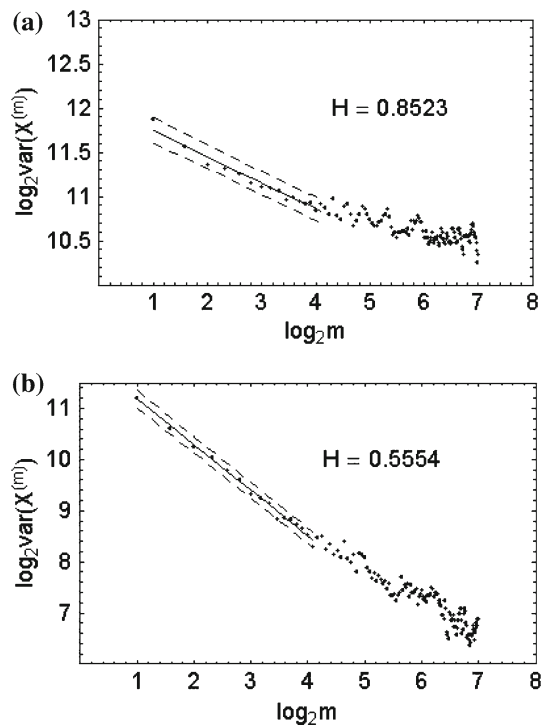 (a)
13
12.5
12
11.5
11
10.5
log₂var(X⁽ᵐ⁾)
H = 0.8523
1 2 3 4 5 6 7 8
log₂m
(b)
11
10
9
8
7
log₂var(X⁽ᵐ⁾)
H = 0.5554
1 2 3 4 5 6 7 8
log₂m